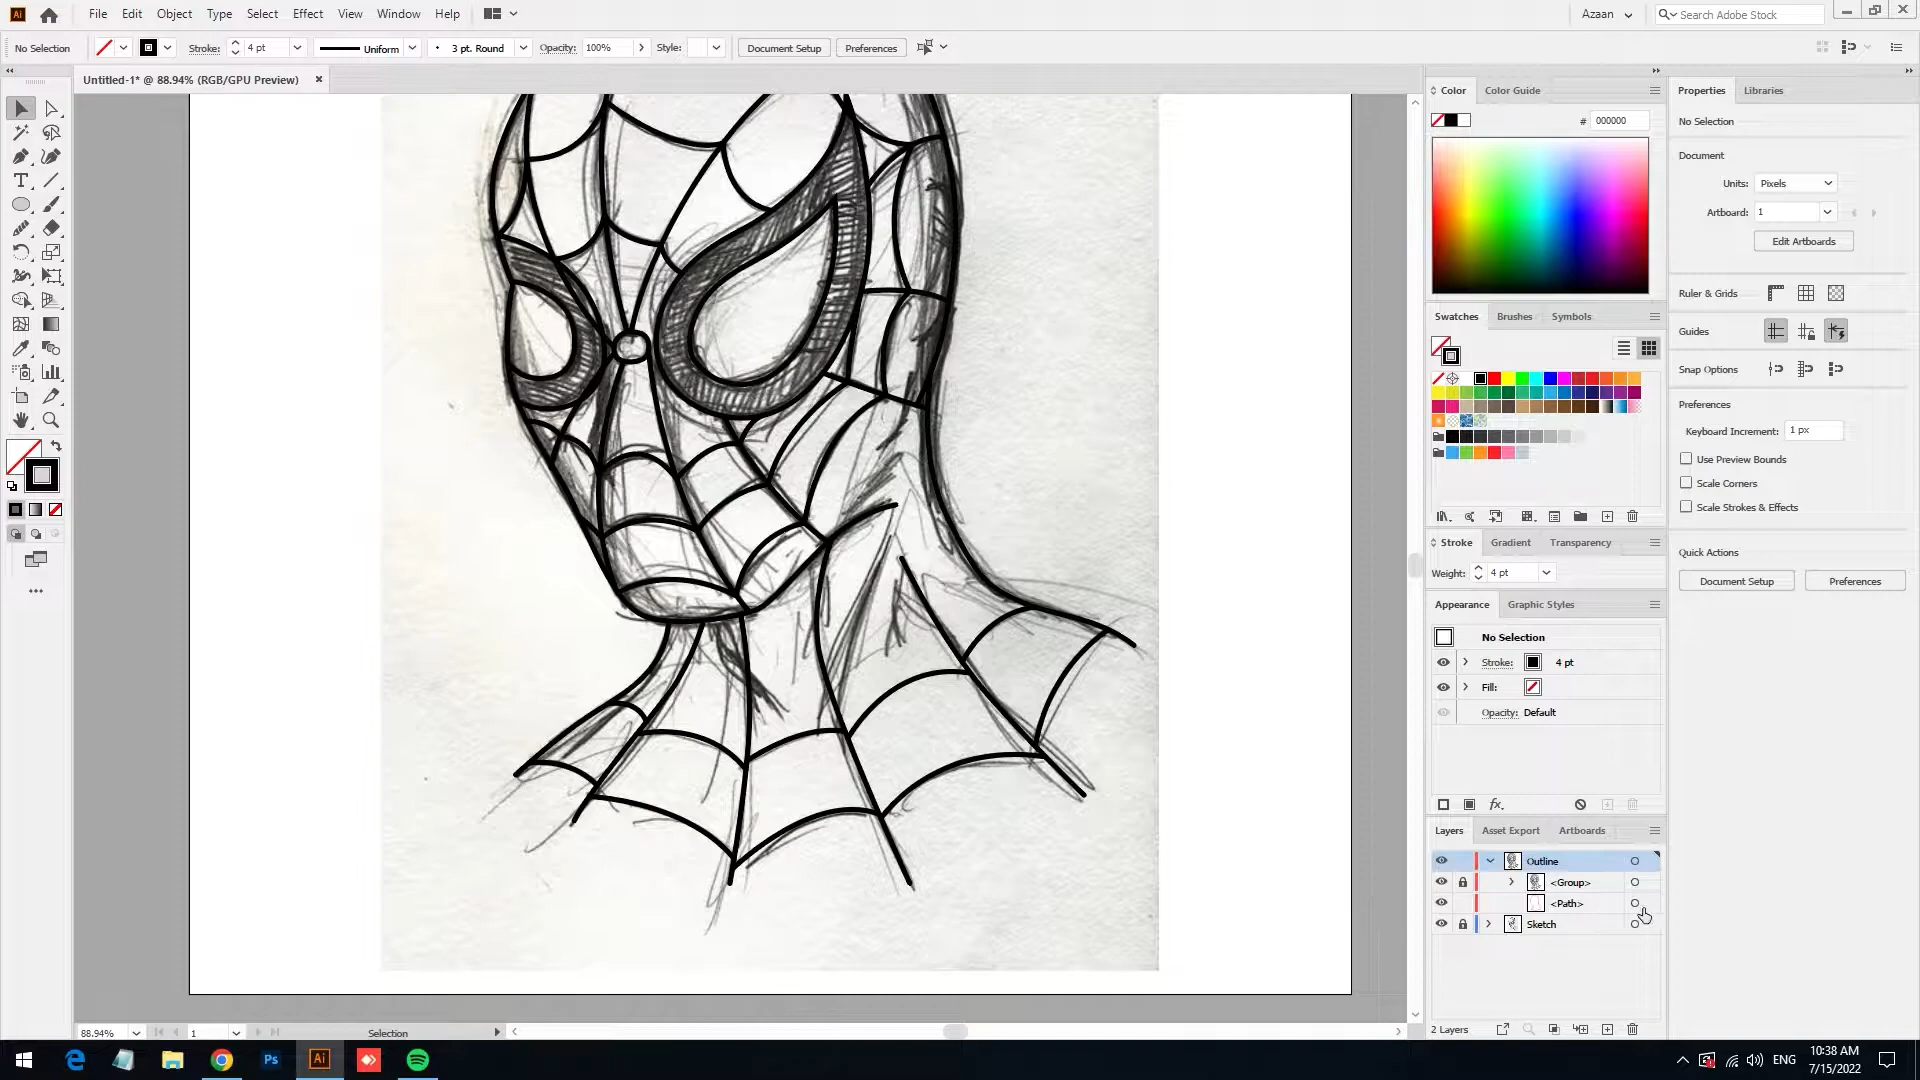 Ai File Edit Object Type Select Effect View Window Help Azaan Search Adobe Stock
No Selection Stroke: 4 pt Uniform 3 pt. Round Opacity: 100% Style: Document Setup Preferences
Untitled-1* @ 88.94% (RGB/GPU Preview)
Color Color Guide
# 000000
Swatches Brushes Symbols
Stroke Gradient Transparency
Weight: 4 pt
Appearance Graphic Styles
No Selection
Stroke: 4 pt
Fill:
Opacity: Default
fx.
Layers Asset Export Artboards
Outline
<Group>
<Path>
Sketch
2 Layers
Properties Libraries
No Selection
Document
Units: Pixels
Artboard: 1
Edit Artboards
Ruler & Grids
Guides
Snap Options
Preferences
Keyboard Increment: 1 px
Use Preview Bounds
Scale Corners
Scale Strokes & Effects
Quick Actions
Document Setup Preferences
88.94% 1 Selection
Ps Ai ENG 10:38 AM
7/15/2022